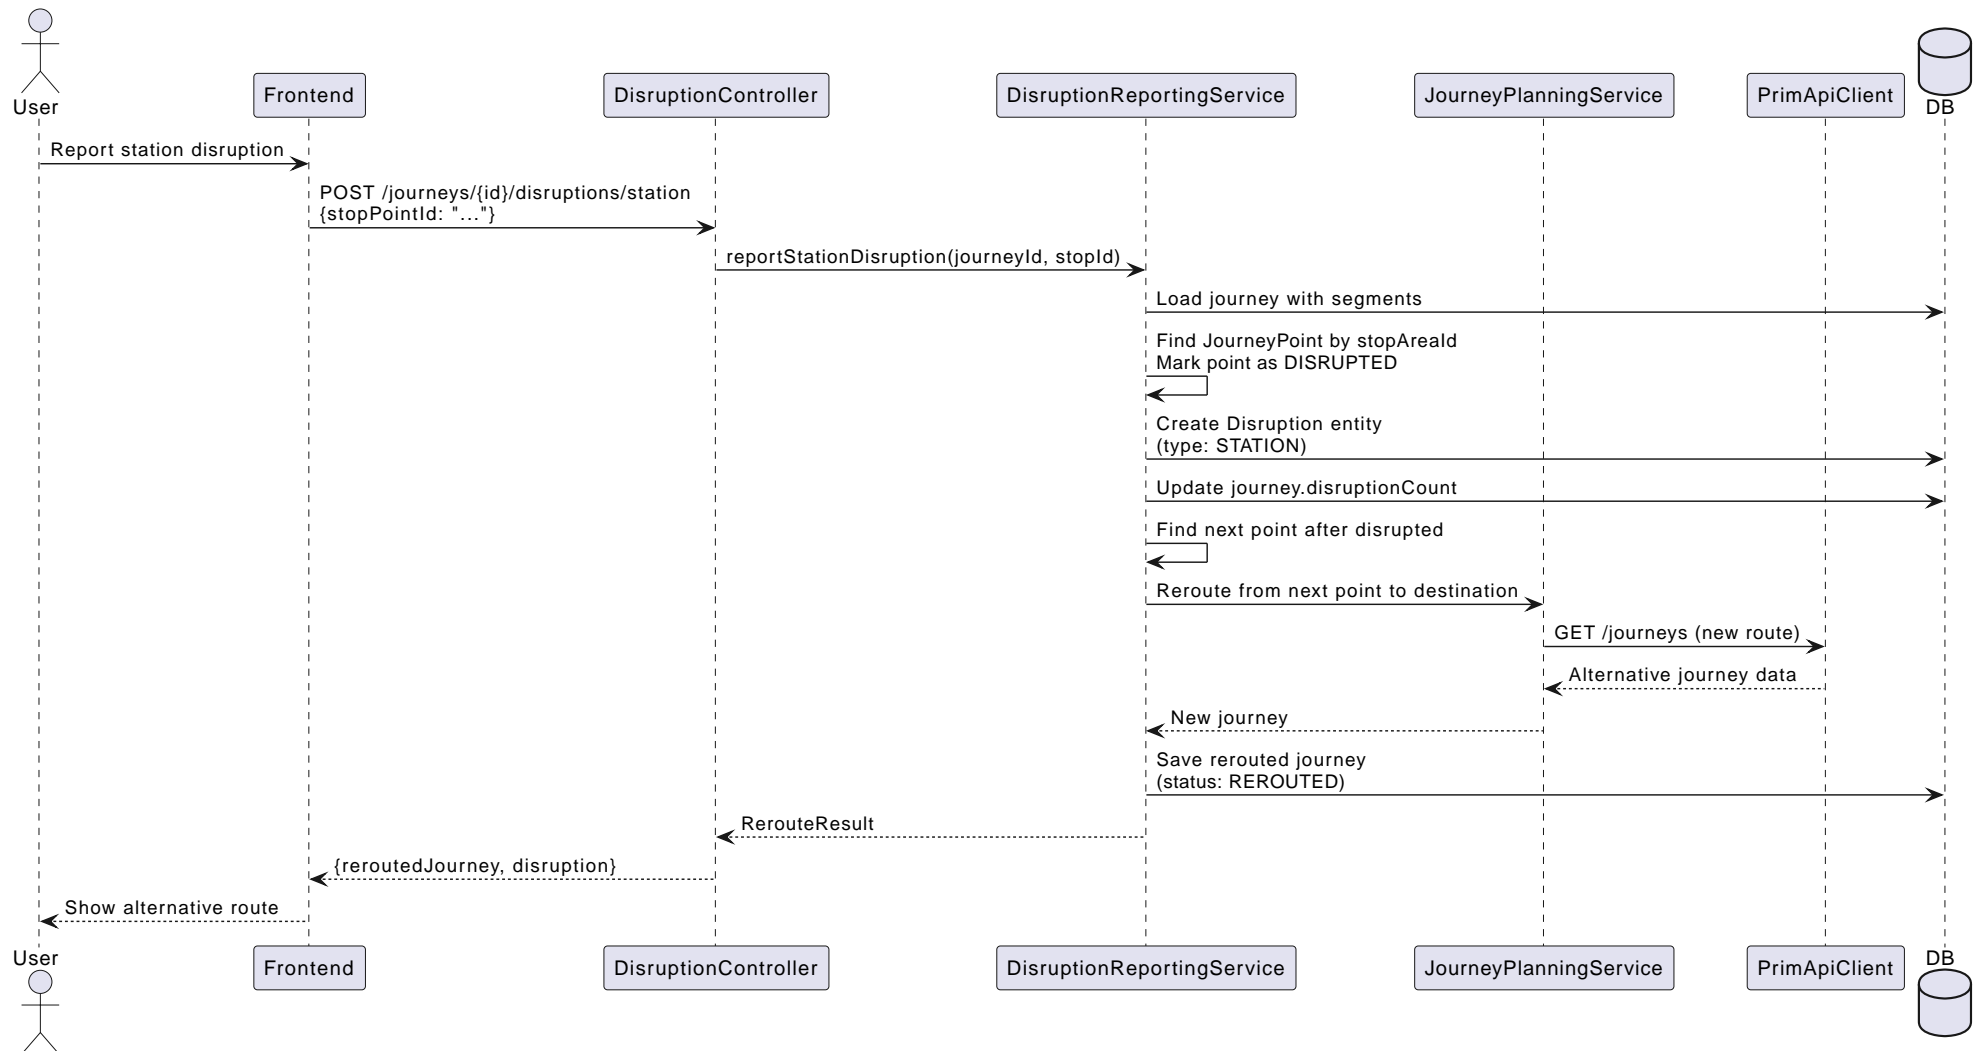 User
Frontend
DisruptionController
DisruptionReportingService
JourneyPlanningService
PrimApiClient
DB
Report station disruption
POST /journeys/{id}/disruptions/station
{stopPointId: "..."}
reportStationDisruption(journeyId, stopId)
Load journey with segments
Find JourneyPoint by stopAreaId
Mark point as DISRUPTED
Create Disruption entity
(type: STATION)
Update journey.disruptionCount
Find next point after disrupted
Reroute from next point to destination
GET /journeys (new route)
Alternative journey data
New journey
Save rerouted journey
(status: REROUTED)
RerouteResult
{reroutedJourney, disruption}
Show alternative route
User
Frontend
DisruptionController
DisruptionReportingService
JourneyPlanningService
PrimApiClient
DB